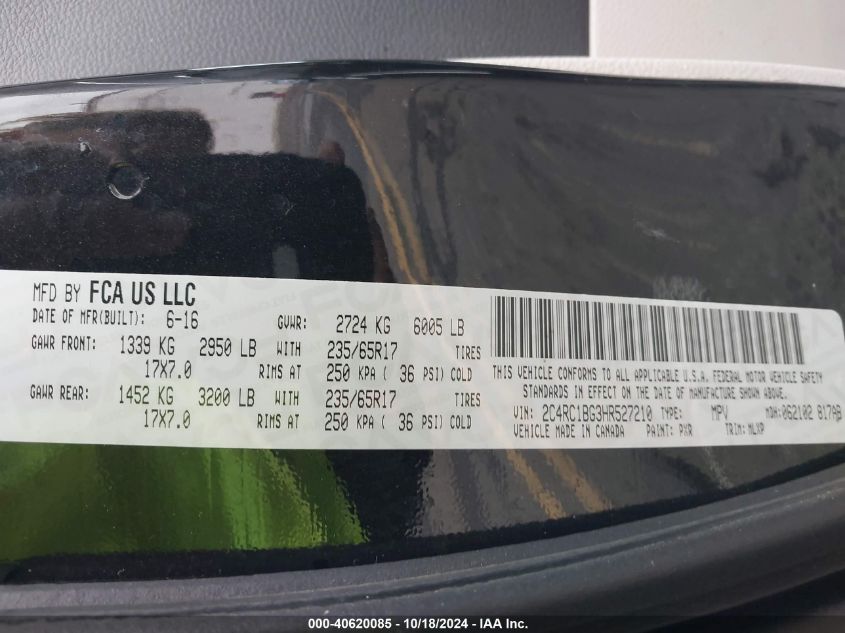 MFD BY FCA US LLC
DATE OF MFR(BUILT): 6-16 GVWR: 2724 KG 6005 LB
GAWR FRONT: 1339 KG 2950 LB WITH 235/65R17 TIRES
17X7.0 RIMS AT 250 KPA ( 36 PSI) COLD
GAWR REAR: 1452 KG 3200 LB WITH 235/65R17 TIRES
17X7.0 RIMS AT 250 KPA ( 36 PSI) COLD
THIS VEHICLE CONFORMS TO ALL APPLICABLE U.S.A. FEDERAL MOTOR VEHICLE SAFETY
STANDARDS IN EFFECT ON THE DATE OF MANUFACTURE SHOWN ABOVE.
VIN: 2C4RC1BG3HR527210 TYPE: MPV MDH:062102 817AB
VEHICLE MADE IN CANADA PAINT: PXR TRIM: MLXP
000-40620085 - 10/18/2024 - IAA Inc.